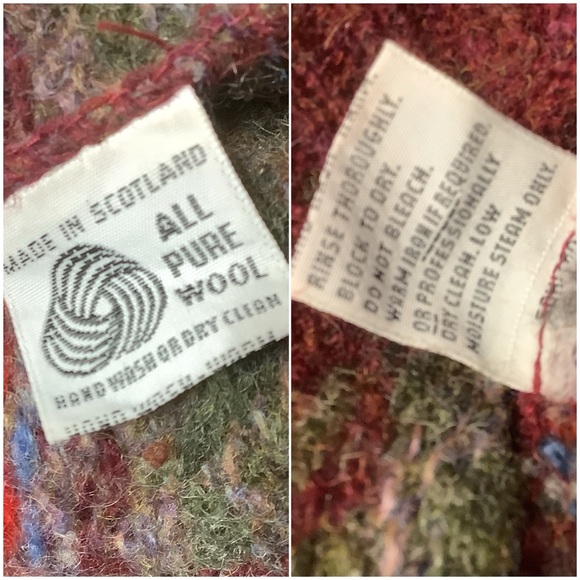 MADE IN SCOTLAND
ALL
PURE
WOOL
HAND WASH OR DRY CLEAN
RINSE THOROUGHLY.
BLOCK TO DRY.
DO NOT BLEACH.
WARM IRON IF REQUIRED.
OR PROFESSIONALLY
DRY CLEAN. LOW
MOISTURE STEAM ONLY.